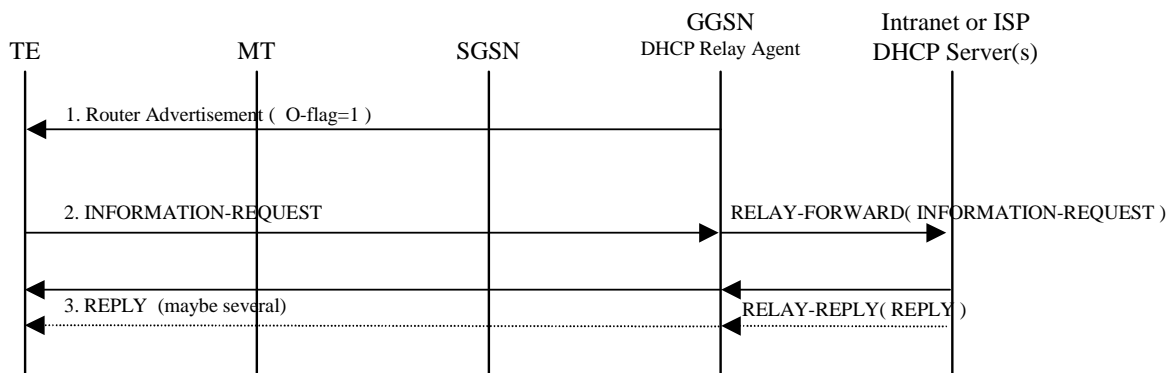 GGSN
Intranet or ISP
TE
MT
SGSN
DHCP Relay Agent
DHCP Server(s)
1. Router Advertisement ( O-flag=1 )
2. INFORMATION-REQUEST
RELAY-FORWARD( INFORMATION-REQUEST )
3. REPLY (maybe several)
RELAY-REPLY( REPLY )